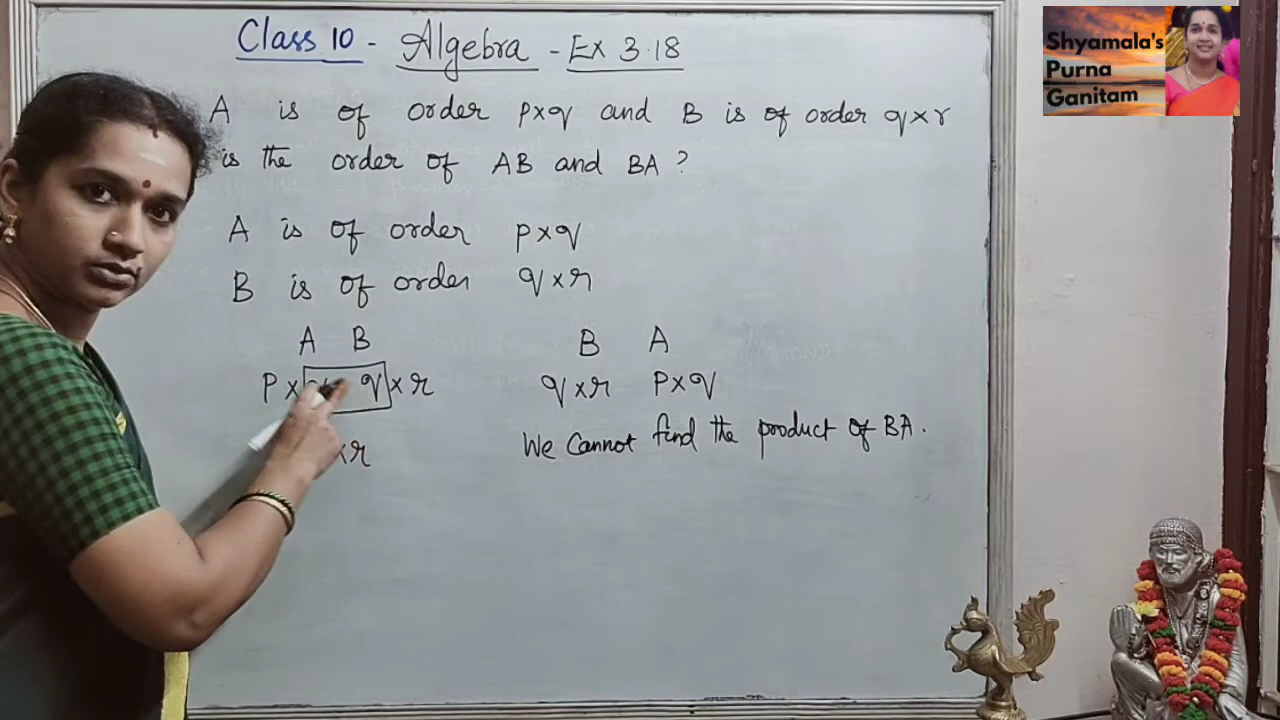 Class 10 - Algebra - Ex 3.18
Shyamala's
Purna
Ganitam
A is of order p×q and B is of order q×r
is the order of AB and BA?
A is of order p×q
B is of order q×r
A B
B A
p× q×r
q×r p×q
×r
We Cannot find the product of BA.